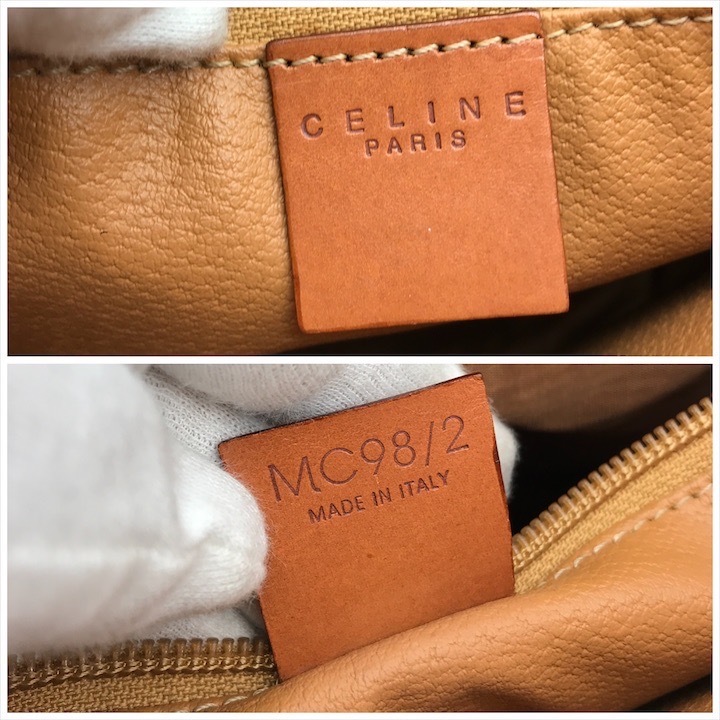 CELINE
PARIS
MC98/2
MADE IN ITALY